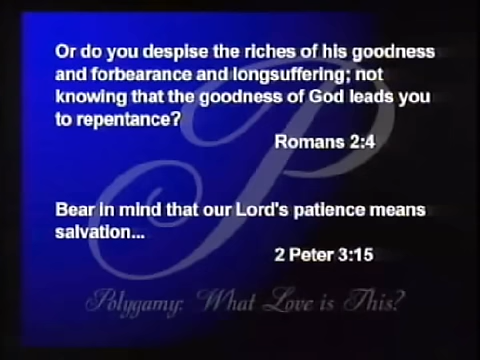 Or do you despise the riches of his goodness
and forbearance and longsuffering; not
knowing that the goodness of God leads you
to repentance?
Romans 2:4
Bear in mind that our Lord's patience means
salvation...
2 Peter 3:15
Polygamy: What Love is This?